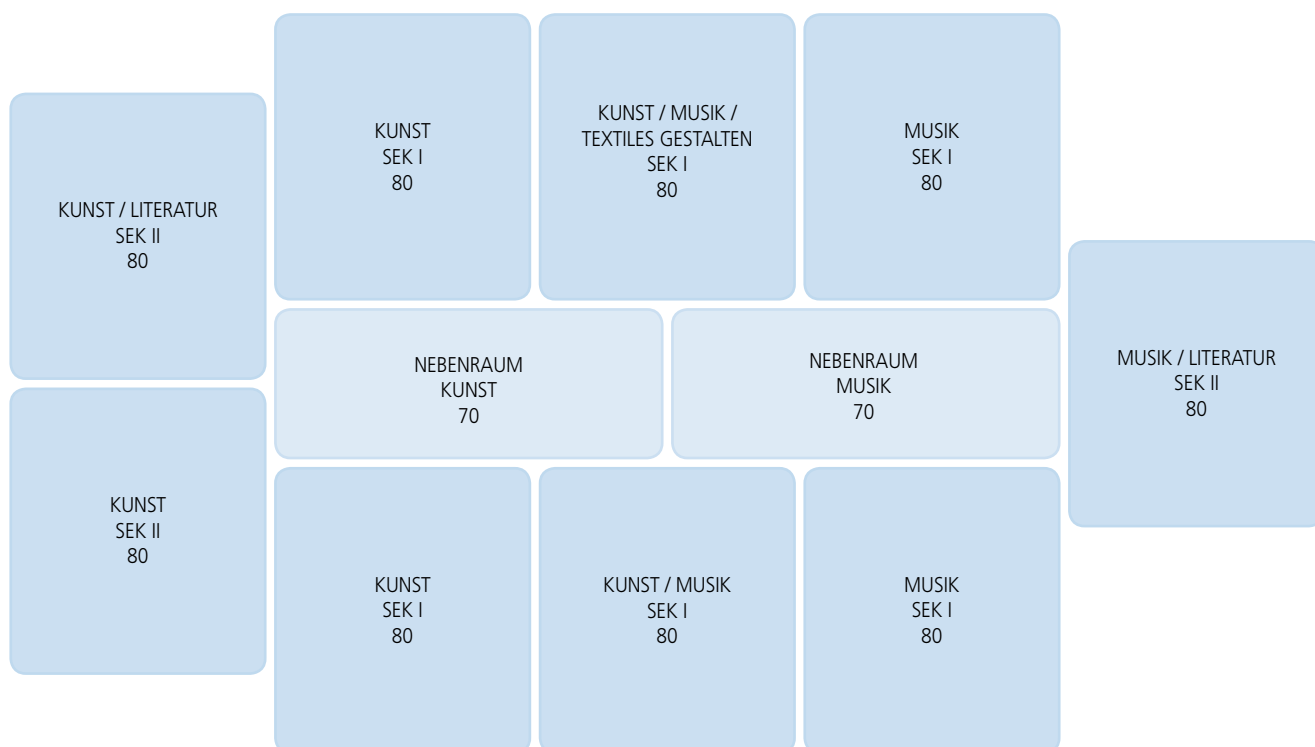 KUNST
SEK I
80
KUNST / MUSIK /
TEXTILES GESTALTEN
SEK I
80
MUSIK
SEK I
80
KUNST / LITERATUR
SEK II
80
NEBENRAUM
KUNST
70
NEBENRAUM
MUSIK
70
MUSIK / LITERATUR
SEK II
80
KUNST
SEK II
80
KUNST
SEK I
80
KUNST / MUSIK
SEK I
80
MUSIK
SEK I
80